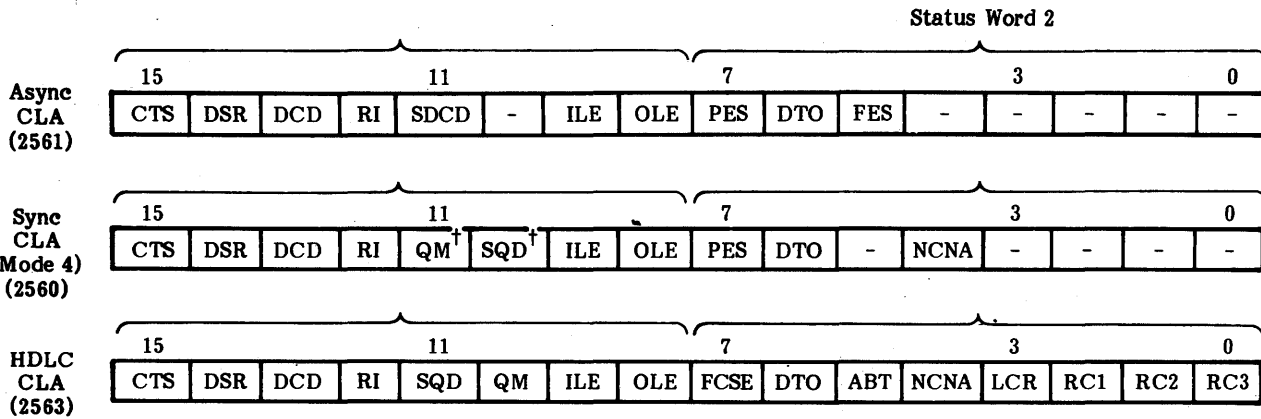 Status Word 2
15 11 7 3 0
Async
CLA
(2561)
CTS DSR DCD RI SDCD - ILE OLE PES DTO FES - - - - -
15 11 7 3 0
Sync
CLA
Mode 4)
(2560)
CTS DSR DCD RI QM† SQD† ILE OLE PES DTO - NCNA - - - -
15 11 7 3 0
HDLC
CLA
(2563)
CTS DSR DCD RI SQD QM ILE OLE FCSE DTO ABT NCNA LCR RC1 RC2 RC3